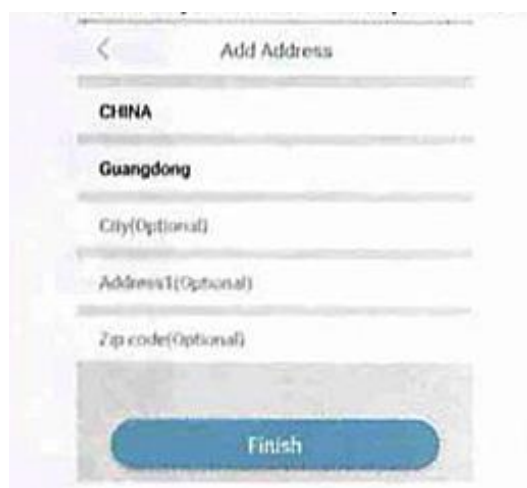 Add Address
CHINA
Guangdong
City(Optional)
Address1(Optional)
Zip code(Optional)
Finish